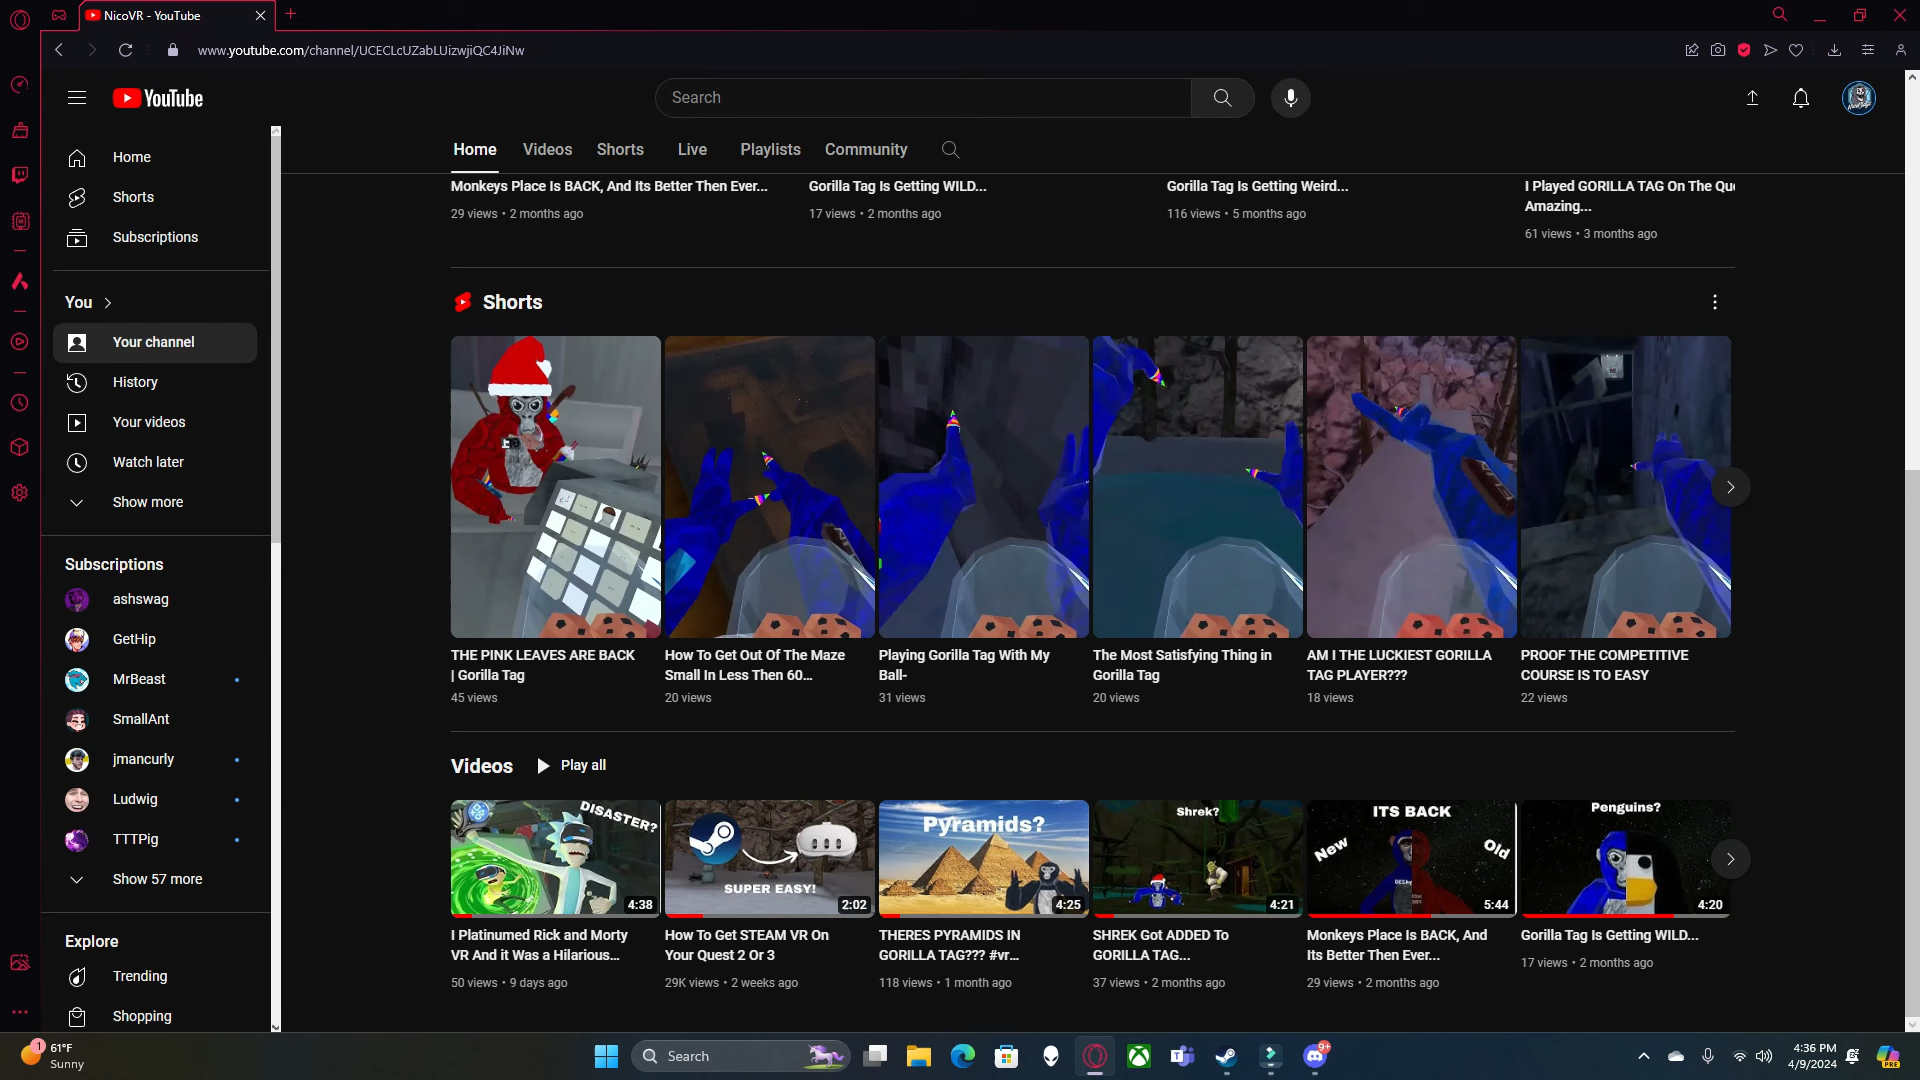 NicoVR - YouTube
www.youtube.com/channel/UCECLcUZabLUizwjiQC4JiNw
YouTube
Search
Home
Shorts
Subscriptions
You
Your channel
History
Your videos
Watch later
Show more
Subscriptions
ashswag
GetHip
MrBeast
SmallAnt
jmancurly
Ludwig
TTTPig
Show 57 more
Explore
Trending
Shopping
Home Videos Shorts Live Playlists Community
Monkeys Place Is BACK, And Its Better Then Ever...
29 views • 2 months ago
Gorilla Tag Is Getting WILD...
17 views • 2 months ago
Gorilla Tag Is Getting Weird...
116 views • 5 months ago
I Played GORILLA TAG On The Que
Amazing...
61 views • 3 months ago
Shorts
THE PINK LEAVES ARE BACK
| Gorilla Tag
45 views
How To Get Out Of The Maze
Small In Less Then 60...
20 views
Playing Gorilla Tag With My
Ball-
31 views
The Most Satisfying Thing in
Gorilla Tag
20 views
AM I THE LUCKIEST GORILLA
TAG PLAYER???
18 views
PROOF THE COMPETITIVE
COURSE IS TO EASY
22 views
Videos
Play all
DISASTER?
4:38
I Platinumed Rick and Morty
VR And it Was a Hilarious...
50 views • 9 days ago
SUPER EASY!
2:02
How To Get STEAM VR On
Your Quest 2 Or 3
29K views • 2 weeks ago
Pyramids?
4:25
THERES PYRAMIDS IN
GORILLA TAG??? #vr...
118 views • 1 month ago
Shrek?
4:21
SHREK Got ADDED To
GORILLA TAG...
37 views • 2 months ago
ITS BACK
New
Old
5:44
Monkeys Place Is BACK, And
Its Better Then Ever...
29 views • 2 months ago
Penguins?
4:20
Gorilla Tag Is Getting WILD...
17 views • 2 months ago
1
61°F
Sunny
Search
9+
4:36 PM
4/9/2024
PRE